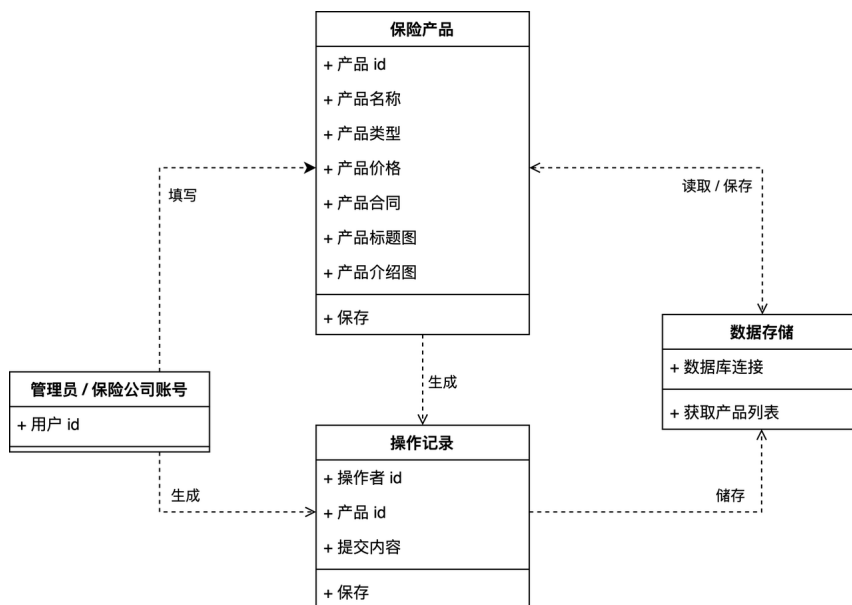 保险产品
+ 产品 id
+ 产品名称
+ 产品类型
+ 产品价格
+ 产品合同
+ 产品标题图
+ 产品介绍图
+ 保存
填写
读取 / 保存
管理员 / 保险公司账号
+ 用户 id
生成
数据存储
+ 数据库连接
+ 获取产品列表
生成
操作记录
+ 操作者 id
+ 产品 id
+ 提交内容
+ 保存
储存